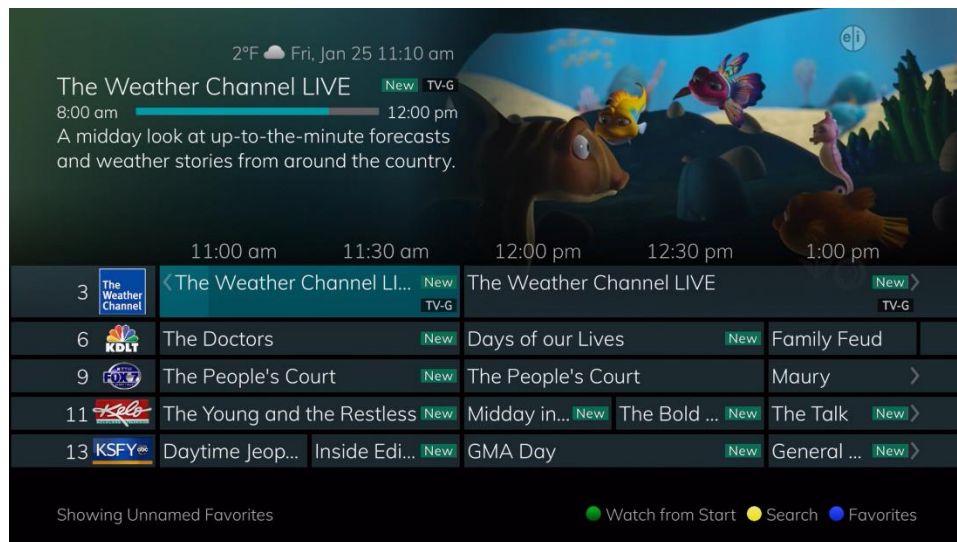 2°F Fri, Jan 25 11:10 am
The Weather Channel LIVE New TV-G
8:00 am 12:00 pm
A midday look at up-to-the-minute forecasts
and weather stories from around the country.
e/i
11:00 am 11:30 am 12:00 pm 12:30 pm 1:00 pm
3 The Weather Channel The Weather Channel LI... New TV-G The Weather Channel LIVE New TV-G
6 KDLT The Doctors New Days of our Lives New Family Feud
9 FOX 7 The People's Court New The People's Court Maury
11 Kelo The Young and the Restless New Midday in... New The Bold ... New The Talk New
13 KSFY abc Daytime Jeop... Inside Edi... New GMA Day New General ... New
Showing Unnamed Favorites Watch from Start Search Favorites